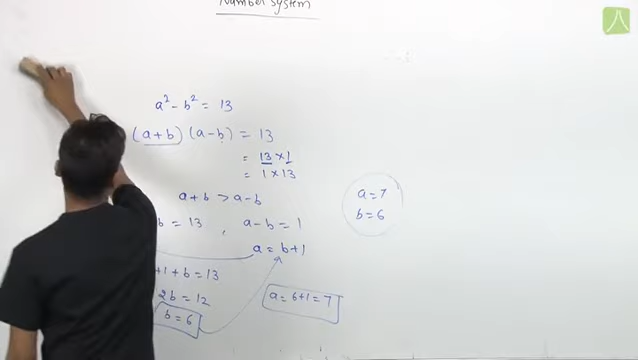 Number System
a² - b² = 13
(a+b) (a-b) = 13
= 13 × 1
= 1 × 13
a+b > a-b
b = 13 , a-b = 1
a = b+1
+1 + b = 13
2b = 12
b = 6
a = 6+1 = 7
a = 7
b = 6